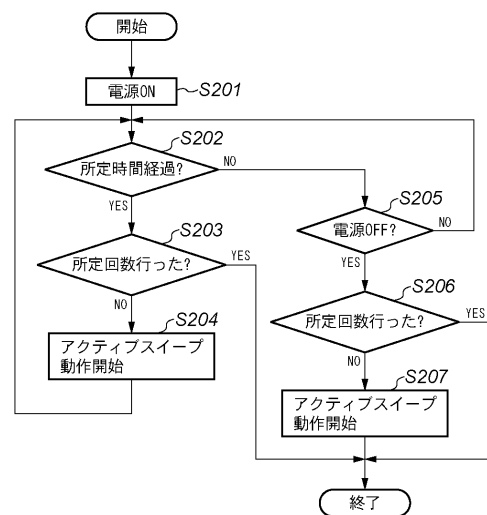 開始
電源ON
S201
S202
所定時間経過?
NO
YES
S205
電源OFF?
NO
YES
S203
所定回数行った?
YES
NO
S206
所定回数行った?
YES
NO
S204
アクティブスイープ
動作開始
S207
アクティブスイープ
動作開始
終了